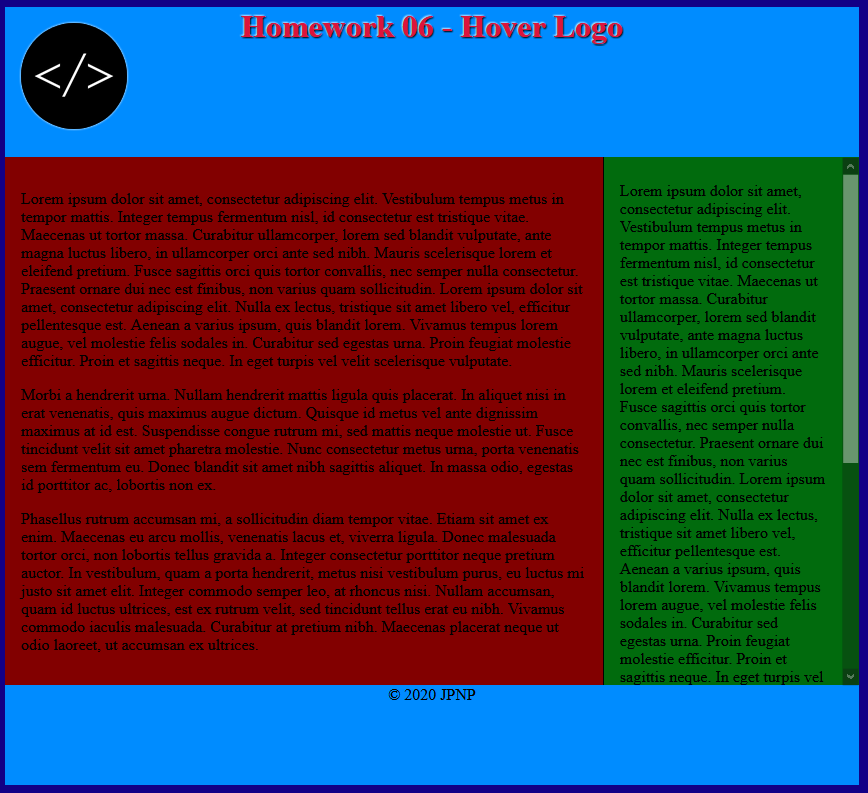 Homework 06 - Hover Logo
</>
Lorem ipsum dolor sit amet, consectetur adipiscing elit. Vestibulum tempus metus in
tempor mattis. Integer tempus fermentum nisl, id consectetur est tristique vitae.
Maecenas ut tortor massa. Curabitur ullamcorper, lorem sed blandit vulputate, ante
magna luctus libero, in ullamcorper orci ante sed nibh. Mauris scelerisque lorem et
eleifend pretium. Fusce sagittis orci quis tortor convallis, nec semper nulla consectetur.
Praesent ornare dui nec est finibus, non varius quam sollicitudin. Lorem ipsum dolor sit
amet, consectetur adipiscing elit. Nulla ex lectus, tristique sit amet libero vel, efficitur
pellentesque est. Aenean a varius ipsum, quis blandit lorem. Vivamus tempus lorem
augue, vel molestie felis sodales in. Curabitur sed egestas urna. Proin feugiat molestie
efficitur. Proin et sagittis neque. In eget turpis vel velit scelerisque vulputate.
Morbi a hendrerit urna. Nullam hendrerit mattis ligula quis placerat. In aliquet nisi in
erat venenatis, quis maximus augue dictum. Quisque id metus vel ante dignissim
maximus at id est. Suspendisse congue rutrum mi, sed mattis neque molestie ut. Fusce
tincidunt velit sit amet pharetra molestie. Nunc consectetur metus urna, porta venenatis
sem fermentum eu. Donec blandit sit amet nibh sagittis aliquet. In massa odio, egestas
id porttitor ac, lobortis non ex.
Phasellus rutrum accumsan mi, a sollicitudin diam tempor vitae. Etiam sit amet ex
enim. Maecenas eu arcu mollis, venenatis lacus et, viverra ligula. Donec malesuada
tortor orci, non lobortis tellus gravida a. Integer consectetur porttitor neque pretium
auctor. In vestibulum, quam a porta hendrerit, metus nisi vestibulum purus, eu luctus mi
justo sit amet elit. Integer commodo semper leo, at rhoncus nisi. Nullam accumsan,
quam id luctus ultrices, est ex rutrum velit, sed tincidunt tellus erat eu nibh. Vivamus
commodo iaculis malesuada. Curabitur at pretium nibh. Maecenas placerat neque ut
odio laoreet, ut accumsan ex ultrices.
Lorem ipsum dolor sit amet,
consectetur adipiscing elit.
Vestibulum tempus metus in
tempor mattis. Integer tempus
fermentum nisl, id consectetur
est tristique vitae. Maecenas ut
tortor massa. Curabitur
ullamcorper, lorem sed blandit
vulputate, ante magna luctus
libero, in ullamcorper orci ante
sed nibh. Mauris scelerisque
lorem et eleifend pretium.
Fusce sagittis orci quis tortor
convallis, nec semper nulla
consectetur. Praesent ornare dui
nec est finibus, non varius
quam sollicitudin. Lorem ipsum
dolor sit amet, consectetur
adipiscing elit. Nulla ex lectus,
tristique sit amet libero vel,
efficitur pellentesque est.
Aenean a varius ipsum, quis
blandit lorem. Vivamus tempus
lorem augue, vel molestie felis
sodales in. Curabitur sed
egestas urna. Proin feugiat
molestie efficitur. Proin et
sagittis neque. In eget turpis vel
© 2020 JPNP